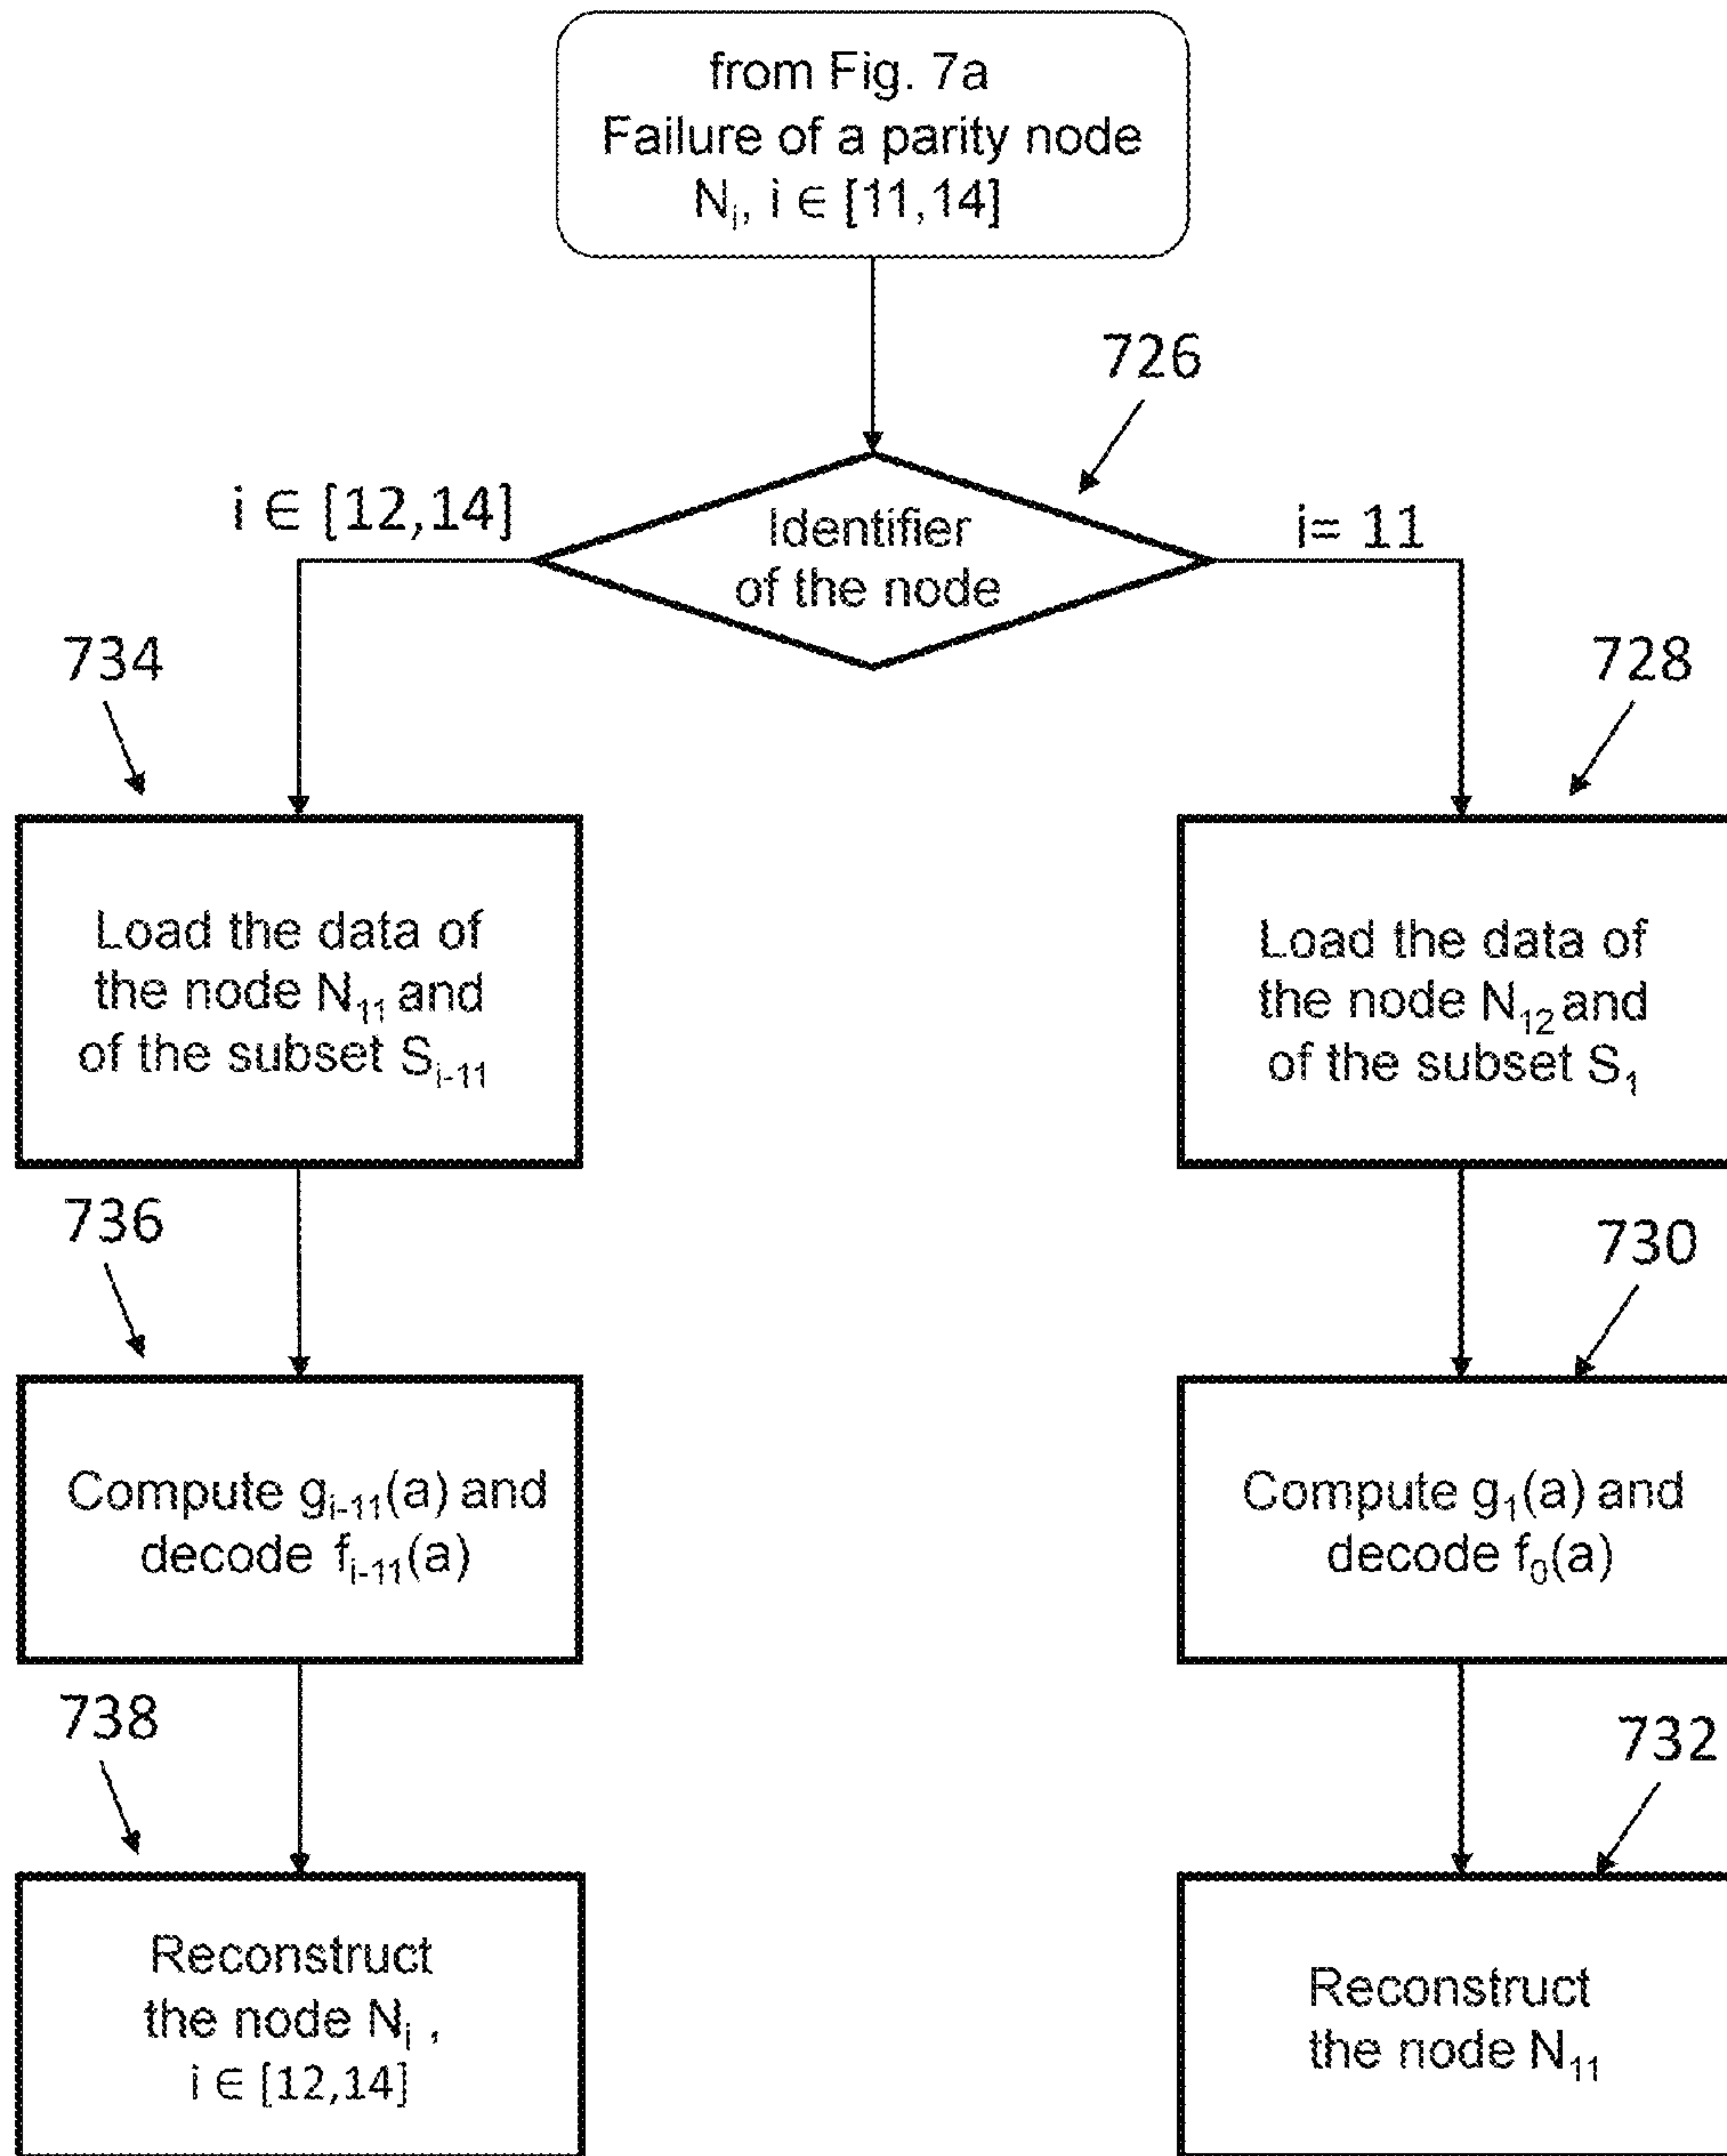 from Fig. 7a
Failure of a parity node
Nᵢ, i ∈ [11,14]
726
i ∈ [12,14]
Identifier
of the node
i= 11
734
728
Load the data of
the node N₁₁ and
of the subset Sᵢ₋₁₁
Load the data of
the node N₁₂ and
of the subset S₁
736
730
Compute gᵢ₋₁₁(a) and
decode fᵢ₋₁₁(a)
Compute g₁(a) and
decode f₀(a)
738
732
Reconstruct
the node Nᵢ ,
i ∈ [12,14]
Reconstruct
the node N₁₁